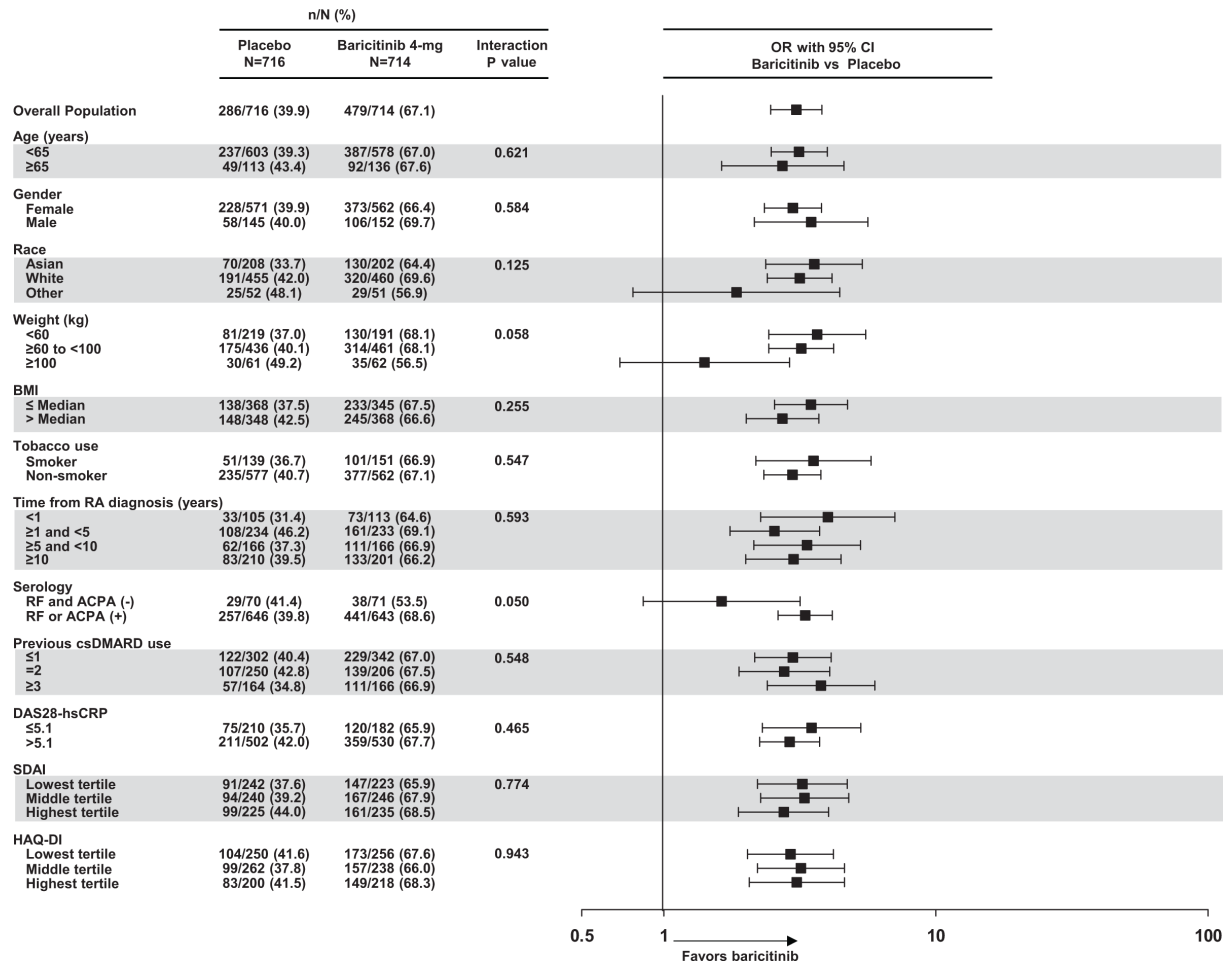 n/N (%)
Placebo Baricitinib 4-mg Interaction OR with 95% CI
N=716 N=714 P value Baricitinib vs Placebo
Overall Population 286/716 (39.9) 479/714 (67.1)
Age (years)
<65 237/603 (39.3) 387/578 (67.0) 0.621
≥65 49/113 (43.4) 92/136 (67.6)
Gender
Female 228/571 (39.9) 373/562 (66.4) 0.584
Male 58/145 (40.0) 106/152 (69.7)
Race
Asian 70/208 (33.7) 130/202 (64.4) 0.125
White 191/455 (42.0) 320/460 (69.6)
Other 25/52 (48.1) 29/51 (56.9)
Weight (kg)
<60 81/219 (37.0) 130/191 (68.1) 0.058
≥60 to <100 175/436 (40.1) 314/461 (68.1)
≥100 30/61 (49.2) 35/62 (56.5)
BMI
≤ Median 138/368 (37.5) 233/345 (67.5) 0.255
> Median 148/348 (42.5) 245/368 (66.6)
Tobacco use
Smoker 51/139 (36.7) 101/151 (66.9) 0.547
Non-smoker 235/577 (40.7) 377/562 (67.1)
Time from RA diagnosis (years)
<1 33/105 (31.4) 73/113 (64.6) 0.593
≥1 and <5 108/234 (46.2) 161/233 (69.1)
≥5 and <10 62/166 (37.3) 111/166 (66.9)
≥10 83/210 (39.5) 133/201 (66.2)
Serology
RF and ACPA (-) 29/70 (41.4) 38/71 (53.5) 0.050
RF or ACPA (+) 257/646 (39.8) 441/643 (68.6)
Previous csDMARD use
≤1 122/302 (40.4) 229/342 (67.0) 0.548
=2 107/250 (42.8) 139/206 (67.5)
≥3 57/164 (34.8) 111/166 (66.9)
DAS28-hsCRP
≤5.1 75/210 (35.7) 120/182 (65.9) 0.465
>5.1 211/502 (42.0) 359/530 (67.7)
SDAI
Lowest tertile 91/242 (37.6) 147/223 (65.9) 0.774
Middle tertile 94/240 (39.2) 167/246 (67.9)
Highest tertile 99/225 (44.0) 161/235 (68.5)
HAQ-DI
Lowest tertile 104/250 (41.6) 173/256 (67.6) 0.943
Middle tertile 99/262 (37.8) 157/238 (66.0)
Highest tertile 83/200 (41.5) 149/218 (68.3)
0.5 1 10 100
Favors baricitinib